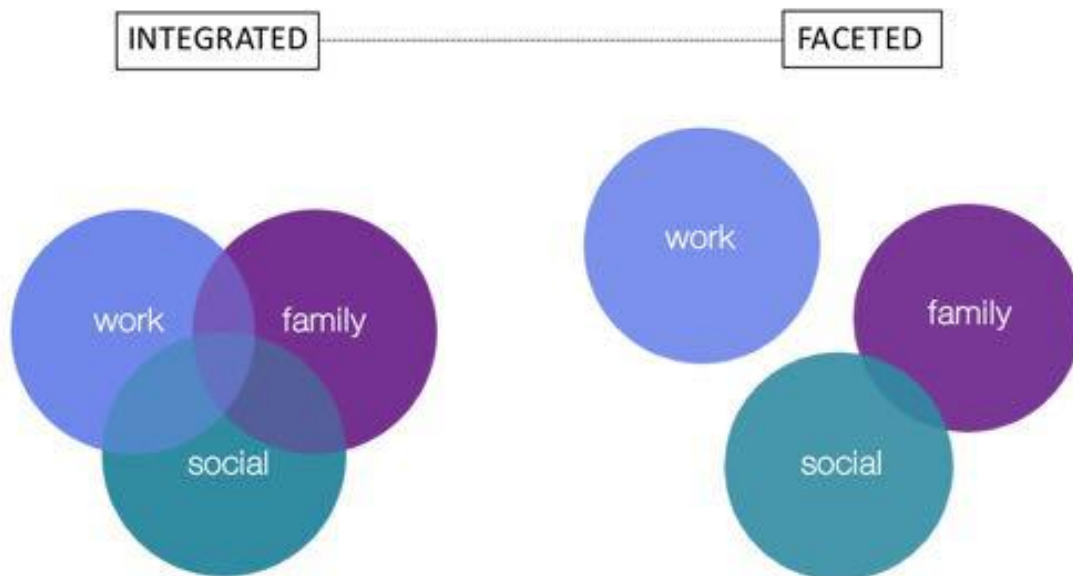 INTEGRATED
FACETED
work
family
social
work
family
social